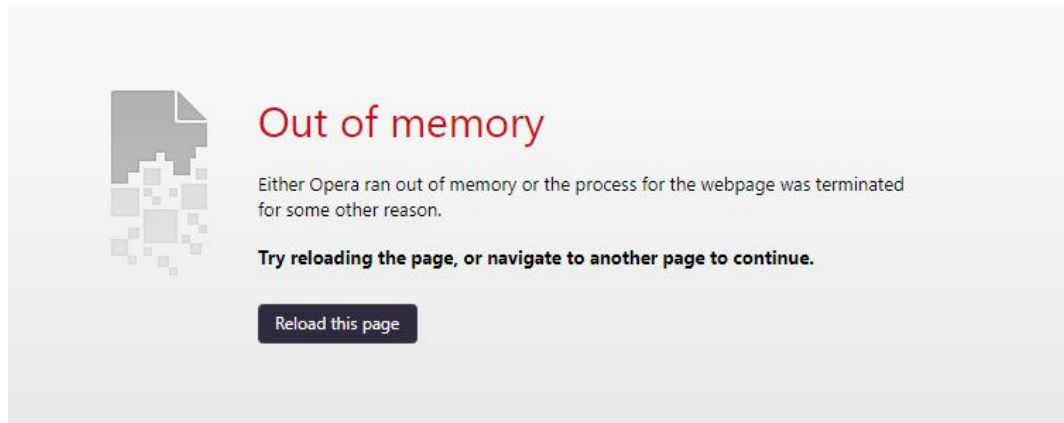 Out of memory
Either Opera ran out of memory or the process for the webpage was terminated
for some other reason.
Try reloading the page, or navigate to another page to continue.
Reload this page